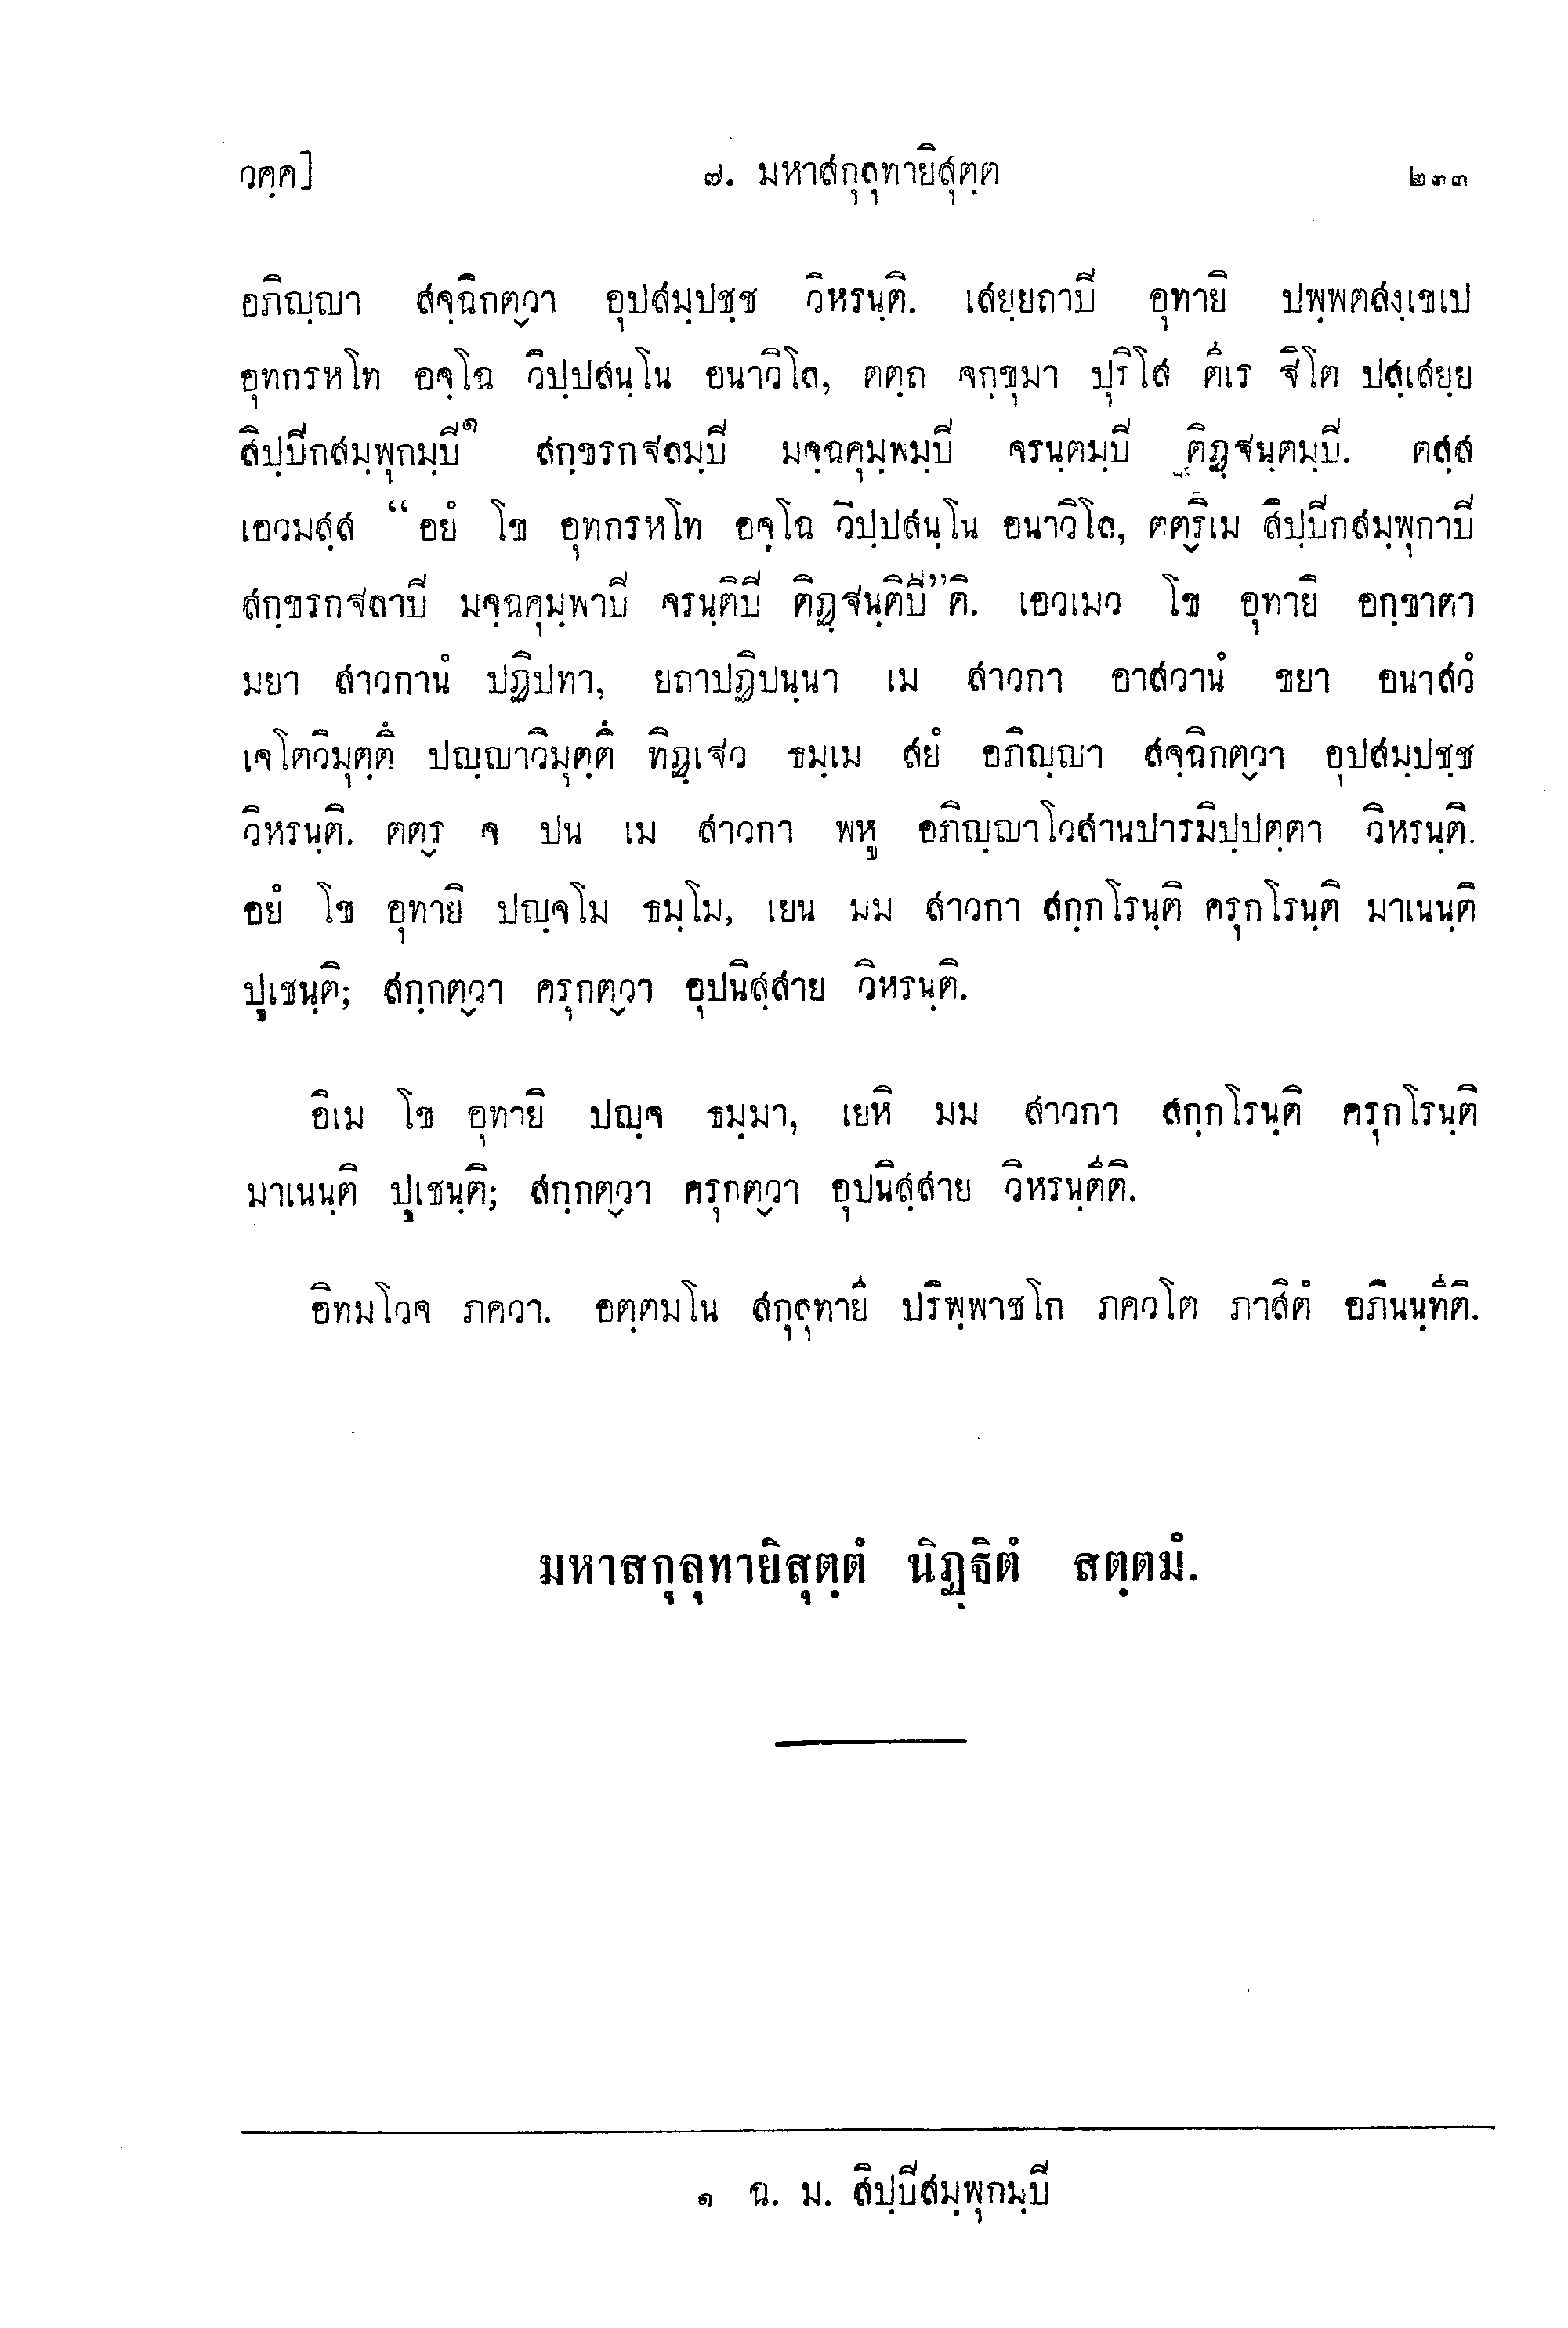 วคฺค] ๗. มหาสกุลุทายิสุตฺต ๒๓๓
อภิญฺญา สจฺฉิกตฺวา อุปสมฺปชฺช วิหรนฺติ. เสยฺยถาปิ อุทายิ ปพฺพตสงฺเขเป
อุทกรหโท อจฺโฉ วิปฺปสนฺโน อนาวิโล, ตตฺถ จกฺขุมา ปุริโส ตีเร ฐิโต ปสฺเสยฺย
สิปฺปิกสมฺพุกมฺปิ๑ สกฺขรกฐลมฺปิ มจฺฉคุมฺพมฺปิ จรนฺตมฺปิ ติฏฺฐนฺตมฺปิ. ตสฺส
เอวมสฺส “อยํ โข อุทกรหโท อจฺโฉ วิปฺปสนฺโน อนาวิโล, ตตฺริเม สิปฺปิกสมฺพุกาปิ
สกฺขรกฐลาปิ มจฺฉคุมฺพาปิ จรนฺติปิ ติฏฺฐนฺติปี”ติ. เอวเมว โข อุทายิ อกฺขาตา
มยา สาวกานํ ปฏิปทา, ยถาปฏิปนฺนา เม สาวกา อาสวานํ ขยา อนาสวํ
เจโตวิมุตฺตึ ปญฺญาวิมุตฺตึ ทิฏฺเฐว ธมฺเม สยํ อภิญฺญา สจฺฉิกตฺวา อุปสมฺปชฺช
วิหรนฺติ. ตตฺร จ ปน เม สาวกา พหู อภิญฺญาโวสานปารมิปฺปตฺตา วิหรนฺติ.
อยํ โข อุทายิ ปญฺจโม ธมฺโม, เยน มม สาวกา สกฺกโรนฺติ ครุกโรนฺติ มาเนนฺติ
ปูเชนฺติ; สกฺกตฺวา ครุกตฺวา อุปนิสฺสาย วิหรนฺติ.
อิเม โข อุทายิ ปญฺจ ธมฺมา, เยหิ มม สาวกา สกฺกโรนฺติ ครุกโรนฺติ
มาเนนฺติ ปูเชนฺติ; สกฺกตฺวา ครุกตฺวา อุปนิสฺสาย วิหรนฺตีติ.
อิทมโวจ ภควา. อตฺตมโน สกุลุทายี ปริพฺพาชโก ภควโต ภาสิตํ อภินนฺทีติ.
มหาสกุลุทายิสุตฺตํ นิฏฺฐิตํ สตฺตมํ.
๑ ฉ. ม. สิปฺปิสมฺพุกมฺปิ